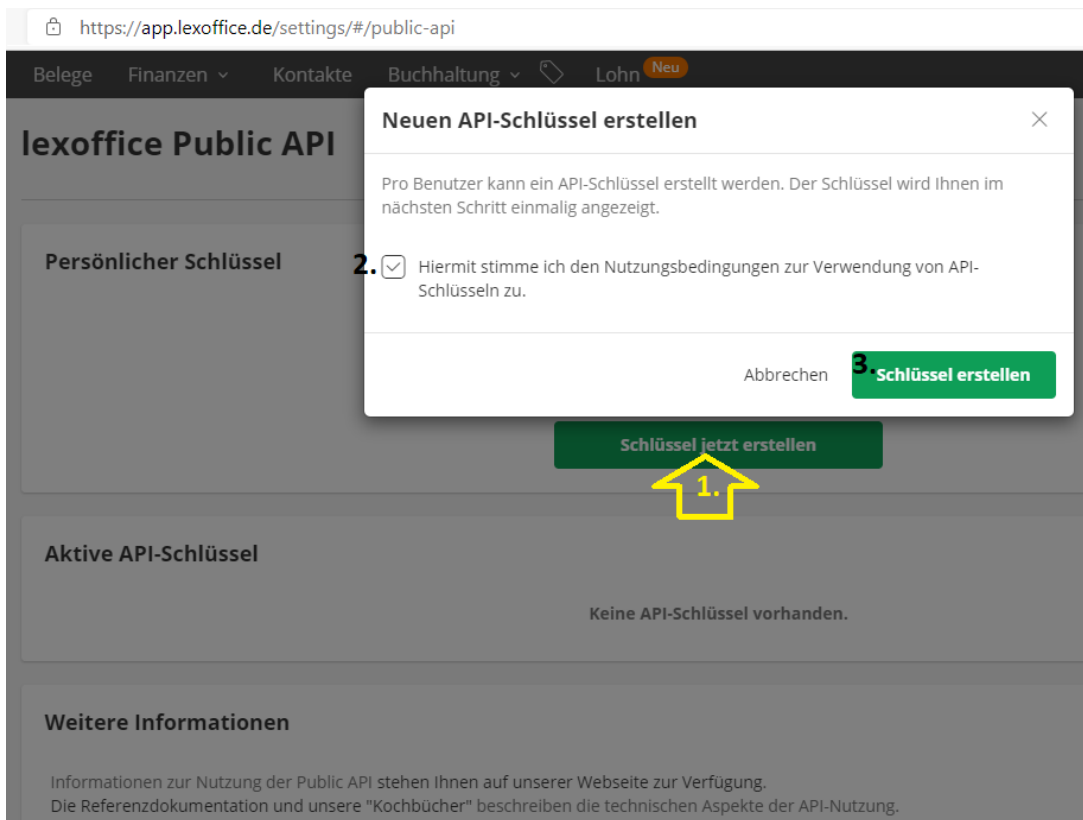 https://app.lexoffice.de/settings/#/public-api
Belege Finanzen Kontakte Buchhaltung Lohn Neu
lexoffice Public API
Neuen API-Schlüssel erstellen
Pro Benutzer kann ein API-Schlüssel erstellt werden. Der Schlüssel wird Ihnen im
nächsten Schritt einmalig angezeigt.
Persönlicher Schlüssel
2. Hiermit stimme ich den Nutzungsbedingungen zur Verwendung von API-
Schlüsseln zu.
Abbrechen 3. Schlüssel erstellen
Schlüssel jetzt erstellen
1.
Aktive API-Schlüssel
Keine API-Schlüssel vorhanden.
Weitere Informationen
Informationen zur Nutzung der Public API stehen Ihnen auf unserer Webseite zur Verfügung.
Die Referenzdokumentation und unsere "Kochbücher" beschreiben die technischen Aspekte der API-Nutzung.